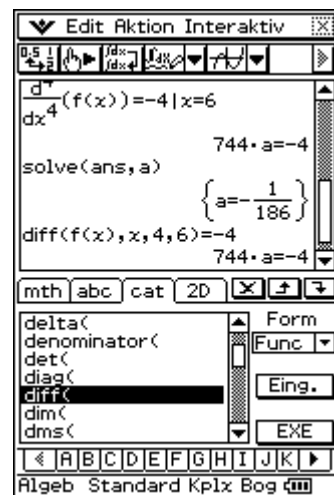 Edit Aktion Interaktiv
d⁴/dx⁴(f(x))=-4|x=6
744·a=-4
solve(ans,a)
{a=-1/186}
diff(f(x),x,4,6)=-4
744·a=-4
mth abc cat 2D
delta( Form
denominator( Func
det(
diag( Eing.
diff(
dim(
dms( EXE
A B C D E F G H I J K
Algeb Standard Kplx Bog